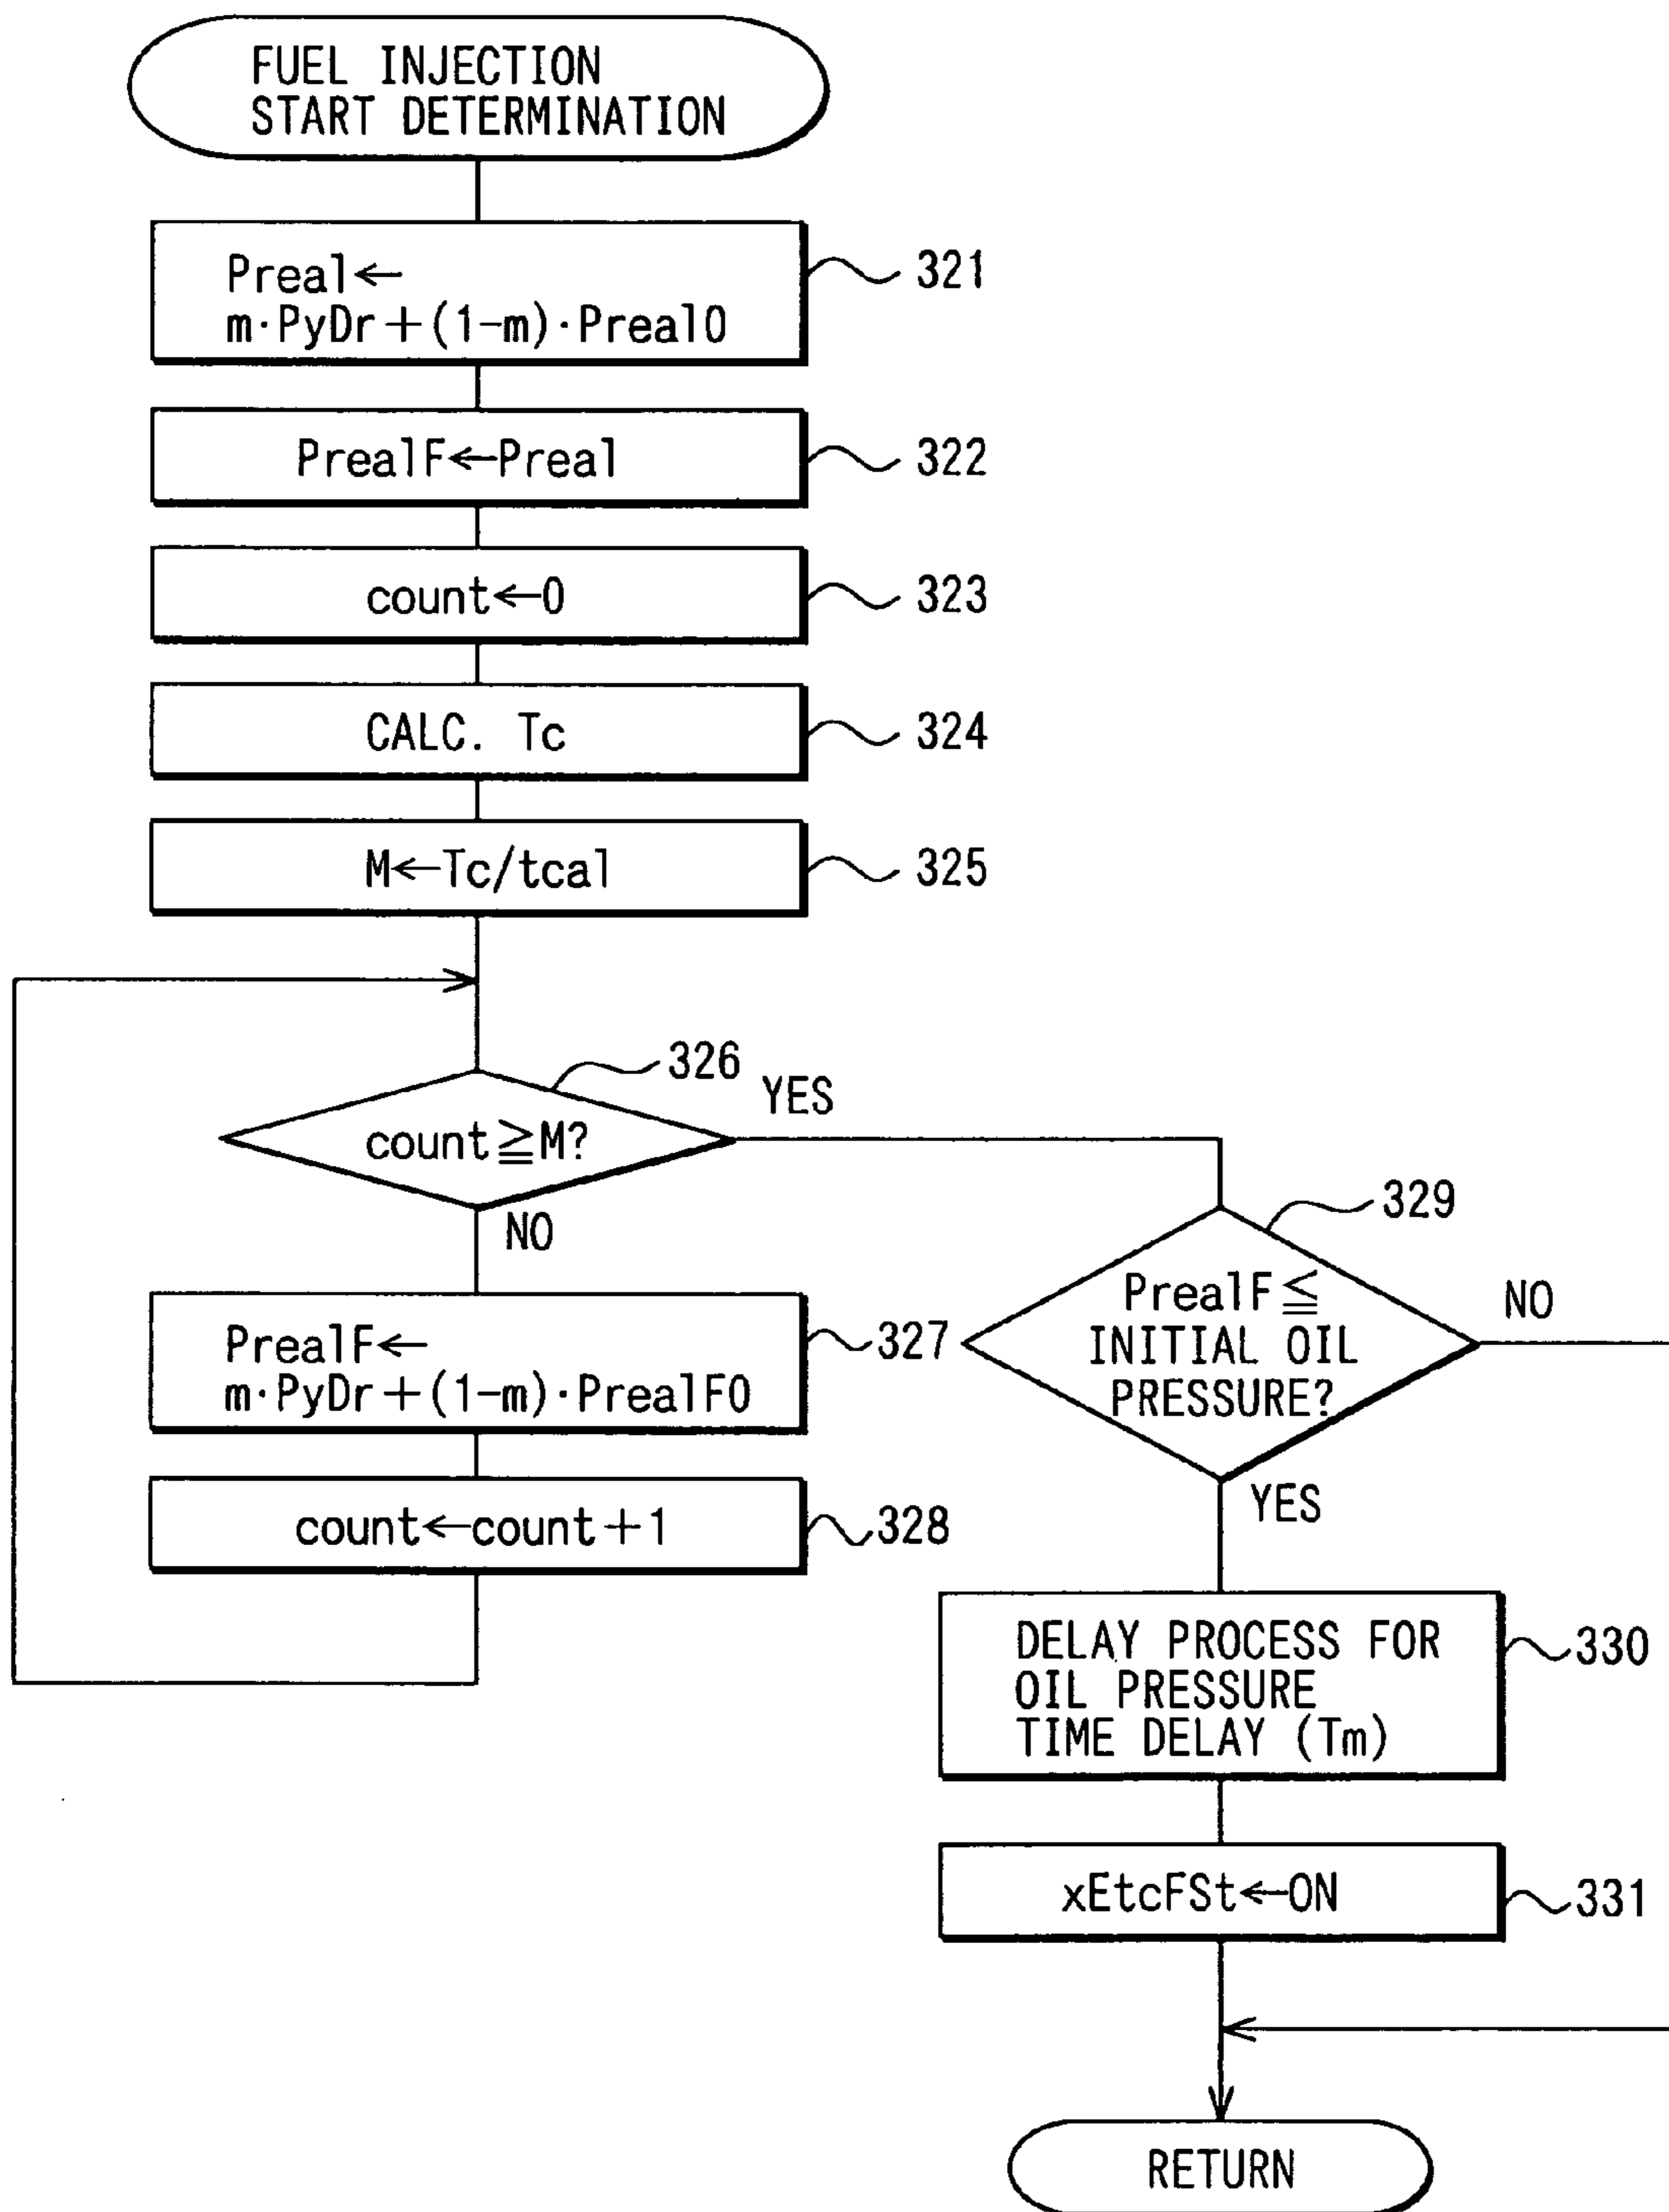 FUEL INJECTION
START DETERMINATION
Preal←
m·PyDr+(1-m)·Preal0
321
PrealF←Preal
322
count←0
323
CALC. Tc
324
M←Tc/tcal
325
326
YES
count≧M?
NO
329
PrealF≦
INITIAL OIL
PRESSURE?
NO
YES
PrealF←
m·PyDr+(1-m)·PrealF0
327
count←count+1
328
DELAY PROCESS FOR
OIL PRESSURE
TIME DELAY (Tm)
330
xEtcFSt←ON
331
RETURN